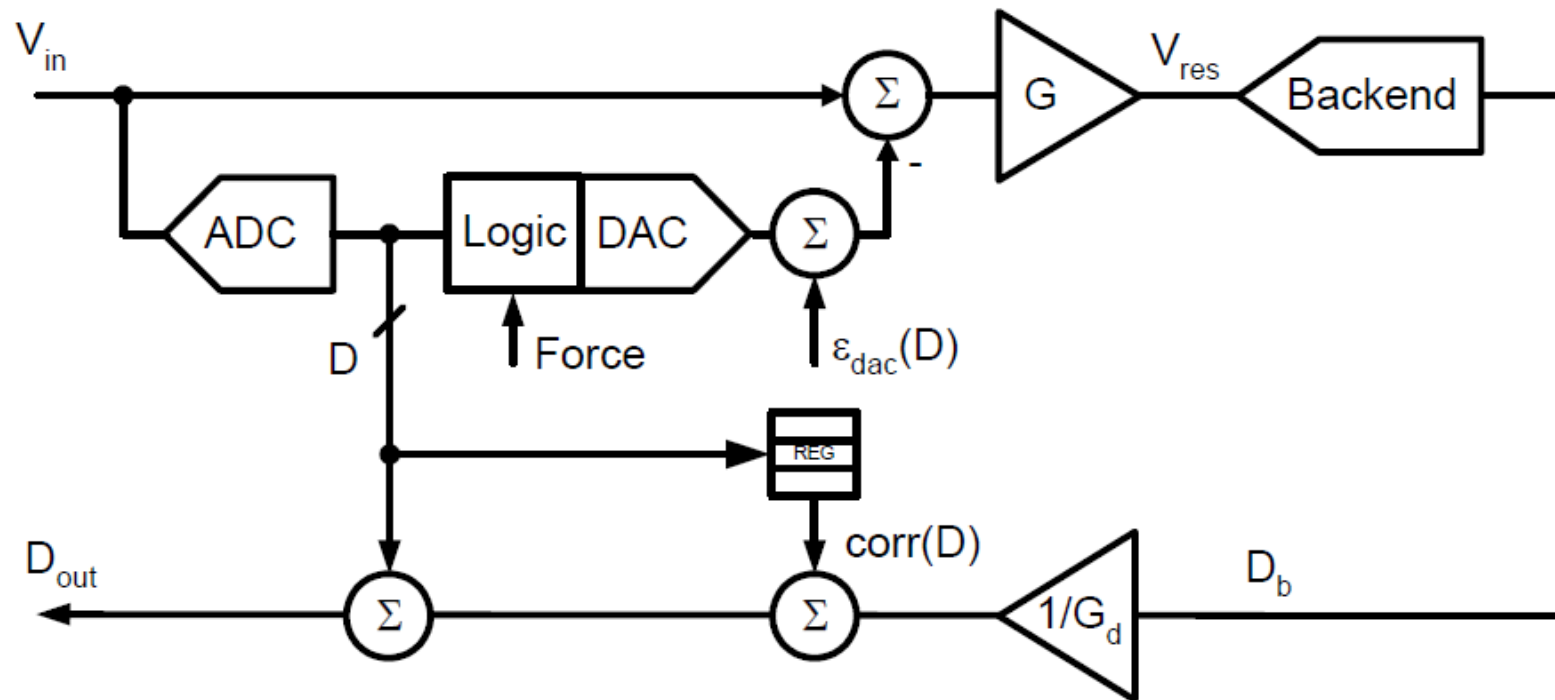 V_in
Σ
G
V_res
Backend
-
ADC
Logic
DAC
Σ
D
Force
ε_dac(D)
REG
corr(D)
D_out
Σ
Σ
1/G_d
D_b